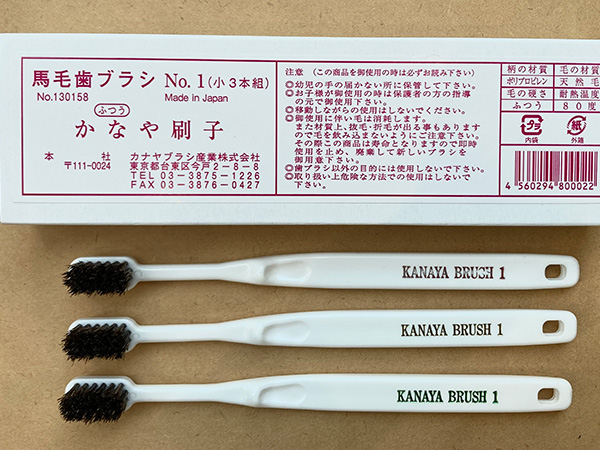 馬毛歯ブラシ No.1(小3本組)
No.130158 Made in Japan
ふつう
かなや刷子
本社 カナヤブラシ産業株式会社
〒111-0024 東京都台東区今戸2-8-8
TEL 03-3875-1226
FAX 03-3876-0427
注意 (この商品を御使用の時は必ずお読み下さい)
◎幼児の手の届かない所に保管して下さい。
◎お子様が御使用の時は保護者の方の指導
の元で御使用下さい。
◎移動しながらの使用はしないでください。
◎御使用に伴い毛は消耗します。
また材質上、抜毛・折毛が出る事もあります
ので毛を飲み込まないようにご注意下さい。
その際この商品は寿命となりますので即時
使用を止め、廃棄して新しいブラシを
御用意下さい。
◎歯ブラシ以外の目的には使用しないで下さい。
◎取り扱い上危険な方法での使用はしないで
下さい。
柄の材質 毛の材質
ポリプロピレン 天然毛
毛の硬さ 耐熱温度
ふつう 80度
プラ 紙
内袋 外箱
4 560294 800022
KANAYA BRUSH 1
KANAYA BRUSH 1
KANAYA BRUSH 1